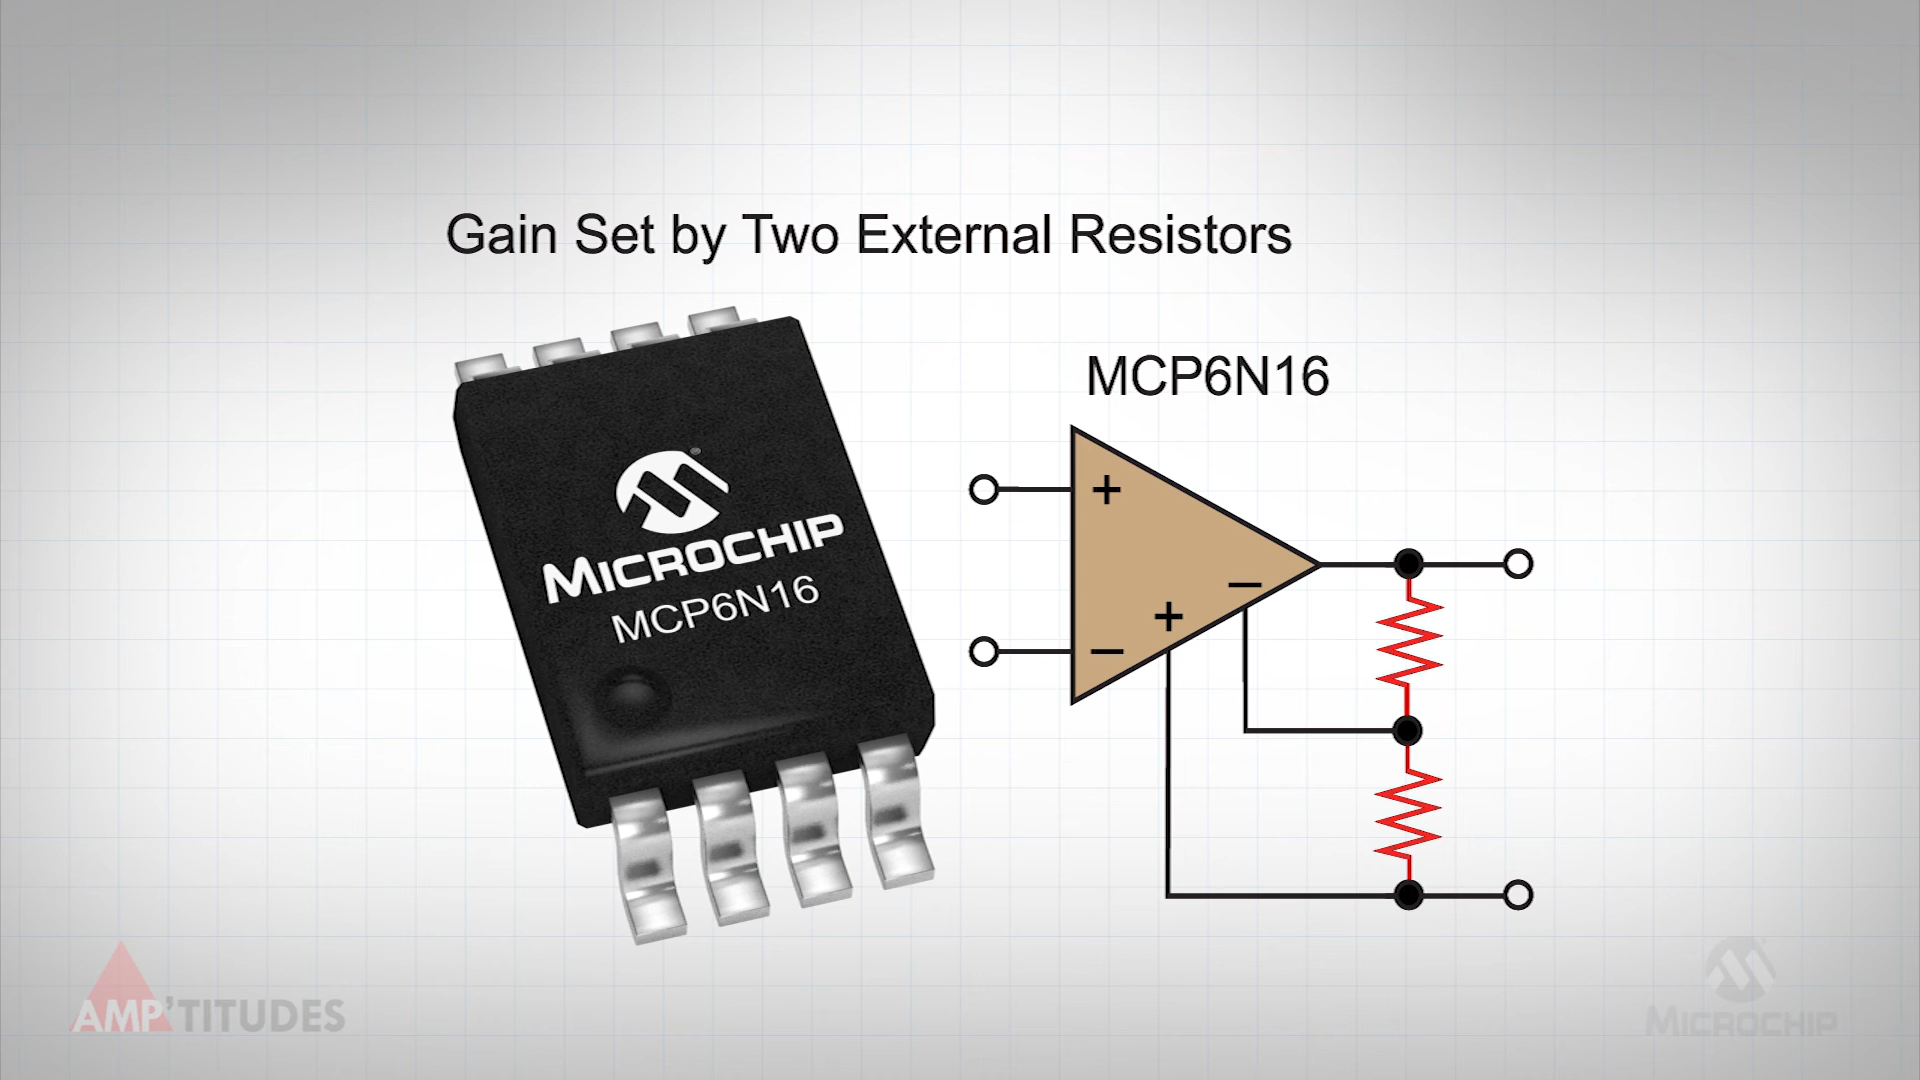 Gain Set by Two External Resistors
MCP6N16
MICROCHIP
MCP6N16
+
−
+
−
AMP'TITUDES
MICROCHIP